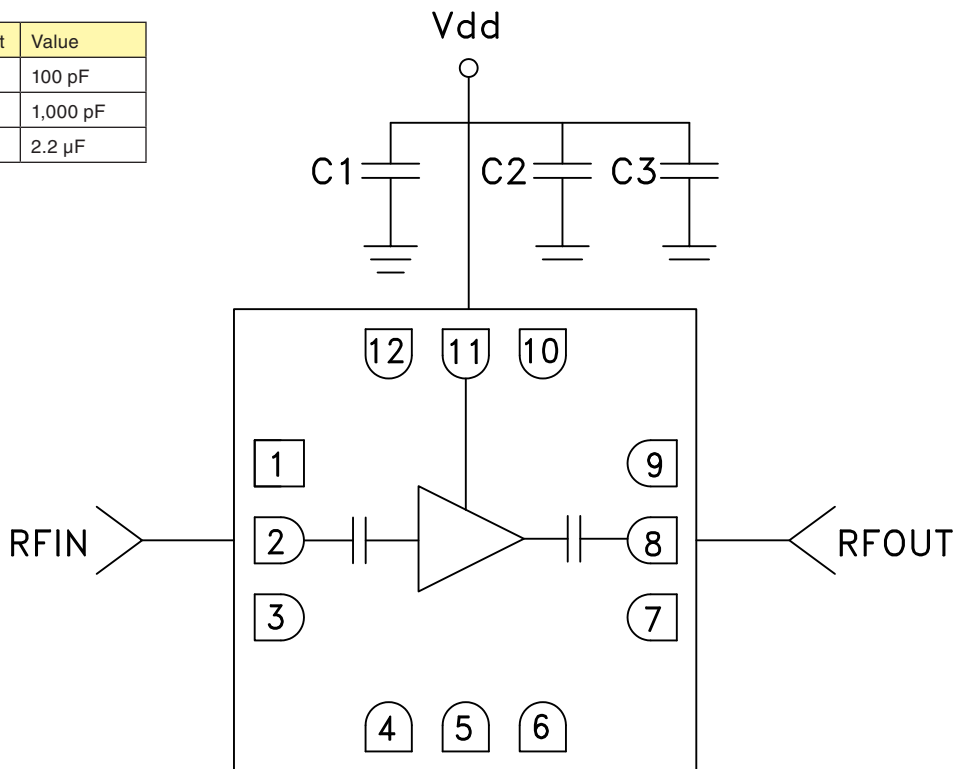 Vdd
t Value
100 pF
1,000 pF
2.2 µF
C1 C2 C3
12 11 10
1 9
RFIN 2 8 RFOUT
3 7
4 5 6